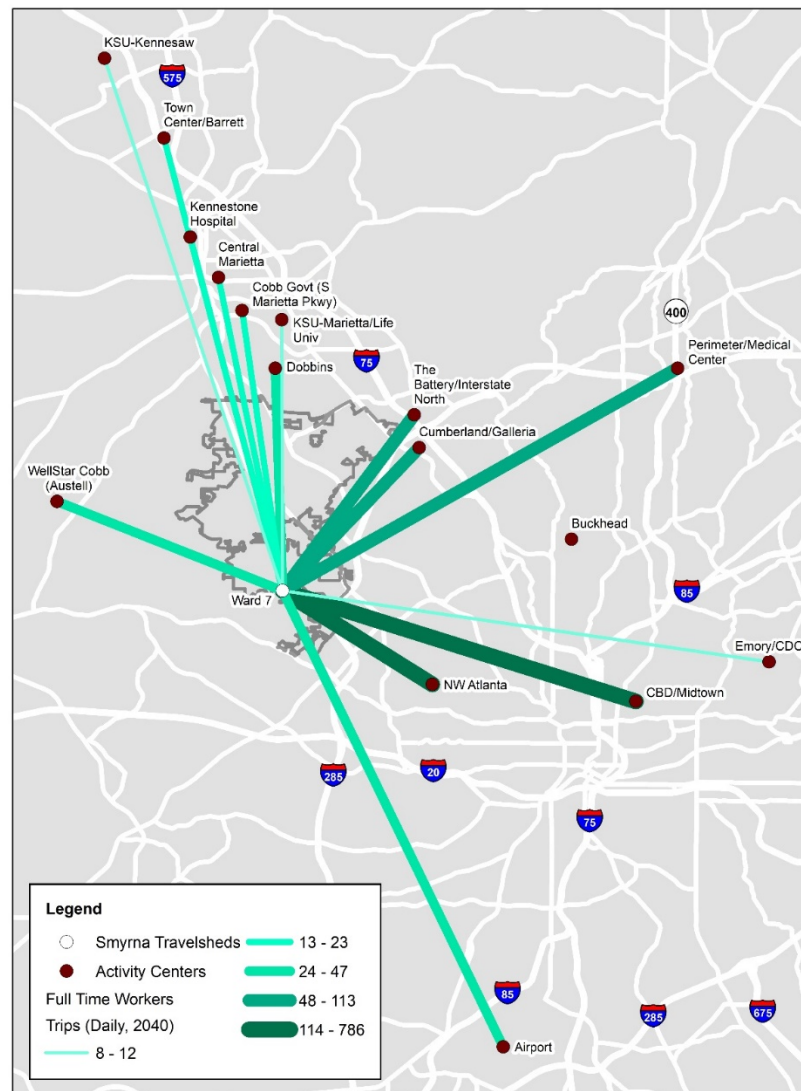 KSU-Kennesaw
575
Town
Center/Barrett
Kennestone
Hospital
Central
Marietta
Cobb Govt (S
Marietta Pkwy)
KSU-Marietta/Life
Univ
400
75
Dobbins
The
Battery/Interstate
North
Perimeter/Medical
Center
Cumberland/Galleria
WellStar Cobb
(Austell)
Buckhead
85
Ward 7
Emory/CDC
NW Atlanta
CBD/Midtown
285
20
75
Legend
Smyrna Travelsheds
Activity Centers
Full Time Workers
Trips (Daily, 2040)
8 - 12
13 - 23
24 - 47
48 - 113
114 - 786
85
285
675
Airport